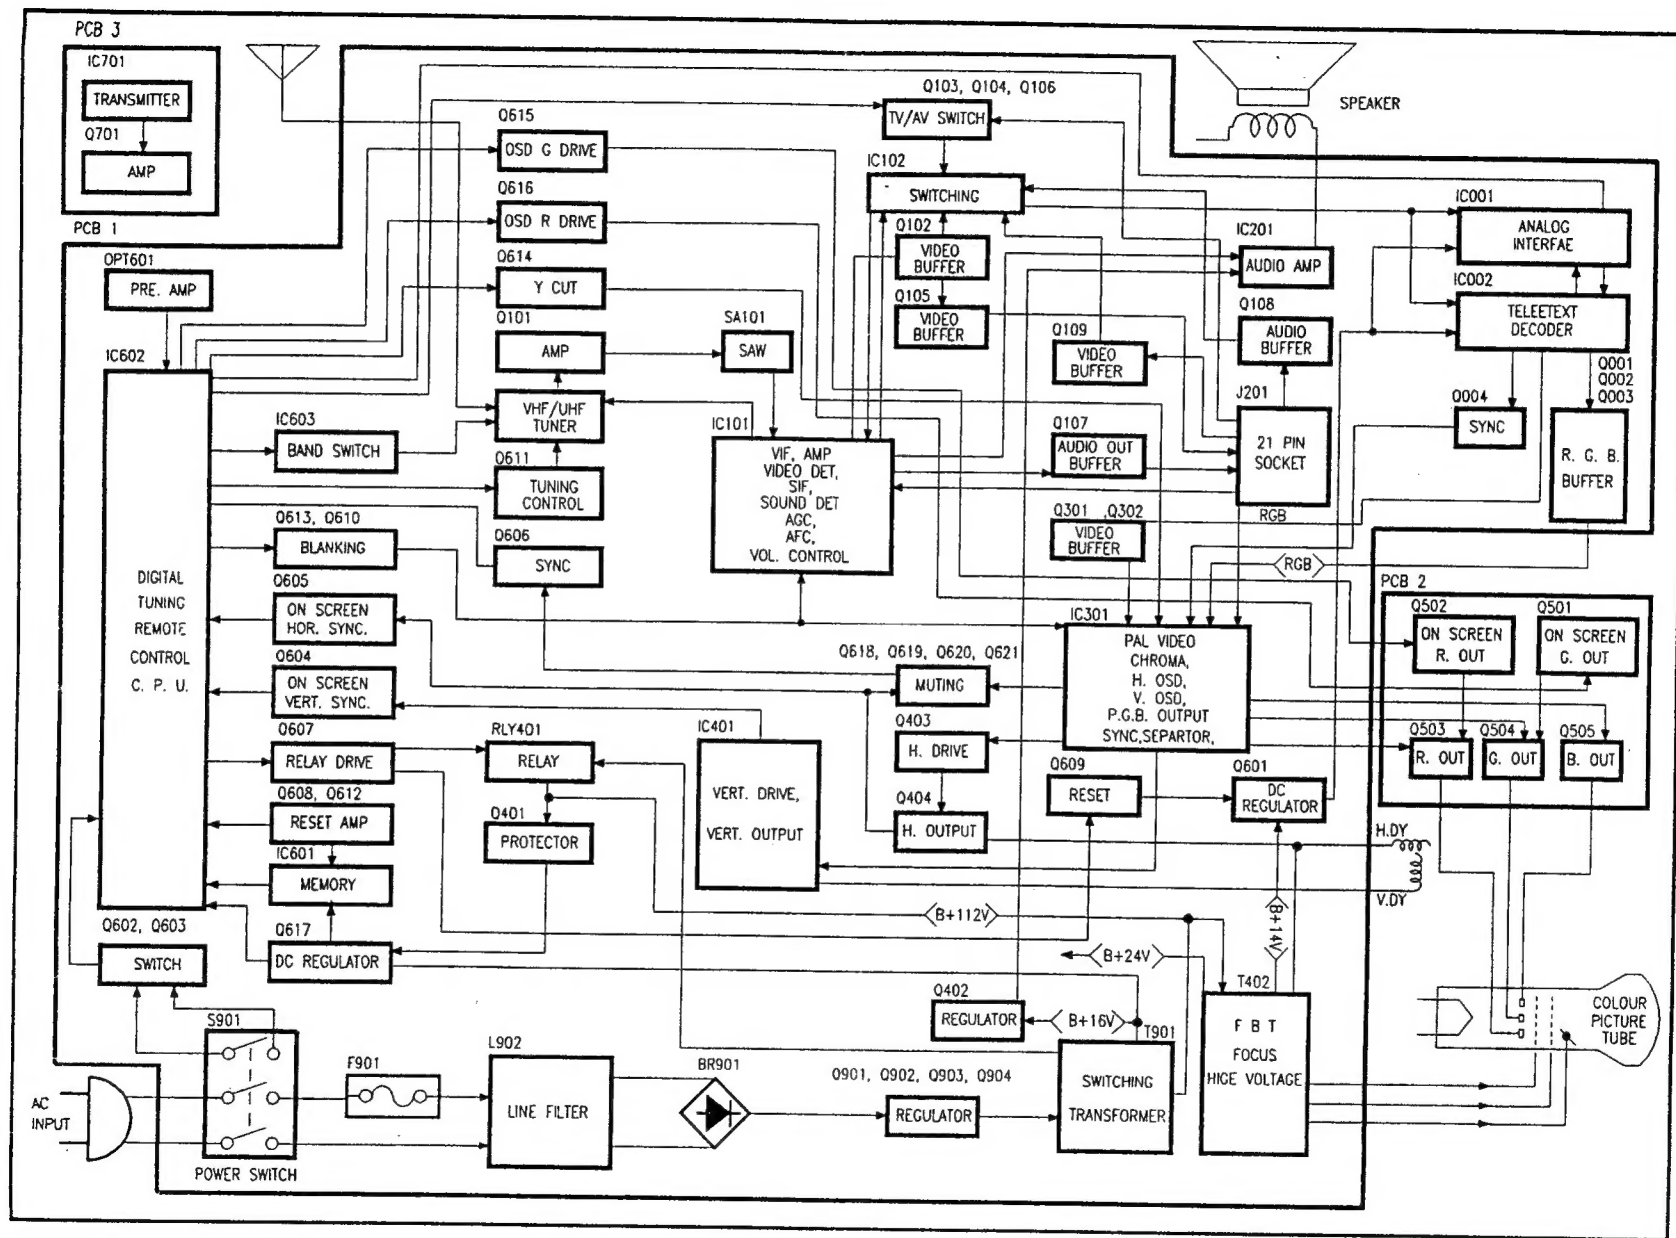 PCB 3
IC701
TRANSMITTER
Q701
AMP
PCB 1
OPT601
PRE. AMP
IC602
DIGITAL
TUNING
REMOTE
CONTROL
C. P. U.
Q615
OSD G DRIVE
Q616
OSD R DRIVE
Q614
Y CUT
Q101
AMP
VHF/UHF
TUNER
IC603
BAND SWITCH
Q611
TUNING
CONTROL
Q613, Q610
BLANKING
Q606
SYNC
Q605
ON SCREEN
HOR. SYNC.
Q604
ON SCREEN
VERT. SYNC.
Q607
RELAY DRIVE
Q608, Q612
RESET AMP
IC601
MEMORY
Q617
DC REGULATOR
Q602, Q603
SWITCH
RLY401
RELAY
Q401
PROTECTOR
SA101
SAW
IC101
VIF, AMP
VIDEO DET,
SIF,
SOUND DET
AGC,
AFC,
VOL. CONTROL
Q103, Q104, Q106
TV/AV SWITCH
IC102
SWITCHING
Q102
VIDEO
BUFFER
Q105
VIDEO
BUFFER
SPEAKER
IC201
AUDIO AMP
Q108
AUDIO
BUFFER
Q109
VIDEO
BUFFER
J201
21 PIN
SOCKET
Q107
AUDIO OUT
BUFFER
Q301 ,Q302
VIDEO
BUFFER
RGB
RGB
IC001
ANALOG
INTERFAE
IC002
TELEETEXT
DECODER
Q001
Q002
Q003
Q004
SYNC
R. G. B.
BUFFER
IC301
PAL VIDEO
CHROMA,
H. OSD,
V. OSD,
P.G.B. OUTPUT
SYNC,SEPARTOR,
Q618, Q619, Q620, Q621
MUTING
Q403
H. DRIVE
Q404
H. OUTPUT
IC401
VERT. DRIVE,
VERT. OUTPUT
Q609
RESET
Q601
DC
REGULATOR
PCB 2
Q502
ON SCREEN
R. OUT
Q501
ON SCREEN
G. OUT
Q503
R. OUT
Q504
G. OUT
Q505
B. OUT
H.DY
V.DY
B+112V
B+14V
B+24V
Q402
REGULATOR
B+16V
T901
SWITCHING
TRANSFORMER
T402
F B T
FOCUS
HIGE VOLTAGE
COLOUR
PICTURE
TUBE
AC
INPUT
S901
POWER SWITCH
F901
L902
LINE FILTER
BR901
Q901, Q902, Q903, Q904
REGULATOR